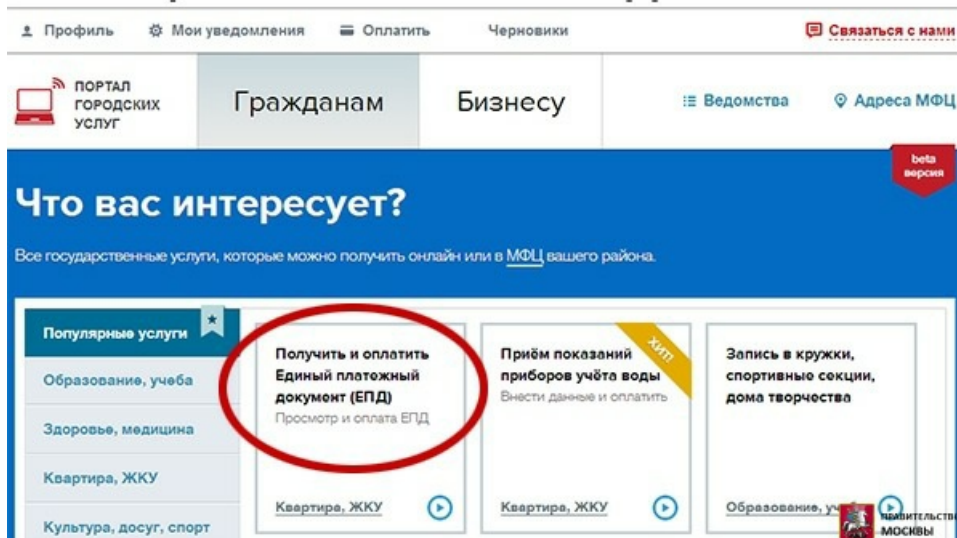 Профиль
Мои уведомления
Оплатить
Черновики
Связаться с нами
ПОРТАЛ
ГОРОДСКИХ
УСЛУГ
Гражданам
Бизнесу
Ведомства
Адреса МФЦ
beta
версия
Что вас интересует?
Все государственные услуги, которые можно получить онлайн или в МФЦ вашего района.
Популярные услуги
Образование, учеба
Здоровье, медицина
Квартира, ЖКУ
Культура, досуг, спорт
Получить и оплатить
Единый платежный
документ (ЕПД)
Просмотр и оплата ЕПД
Квартира, ЖКУ
ХИТ!
Приём показаний
приборов учёта воды
Внести данные и оплатить
Квартира, ЖКУ
Запись в кружки,
спортивные секции,
дома творчества
Образование, уч
ПРАВИТЕЛЬСТВО
МОСКВЫ